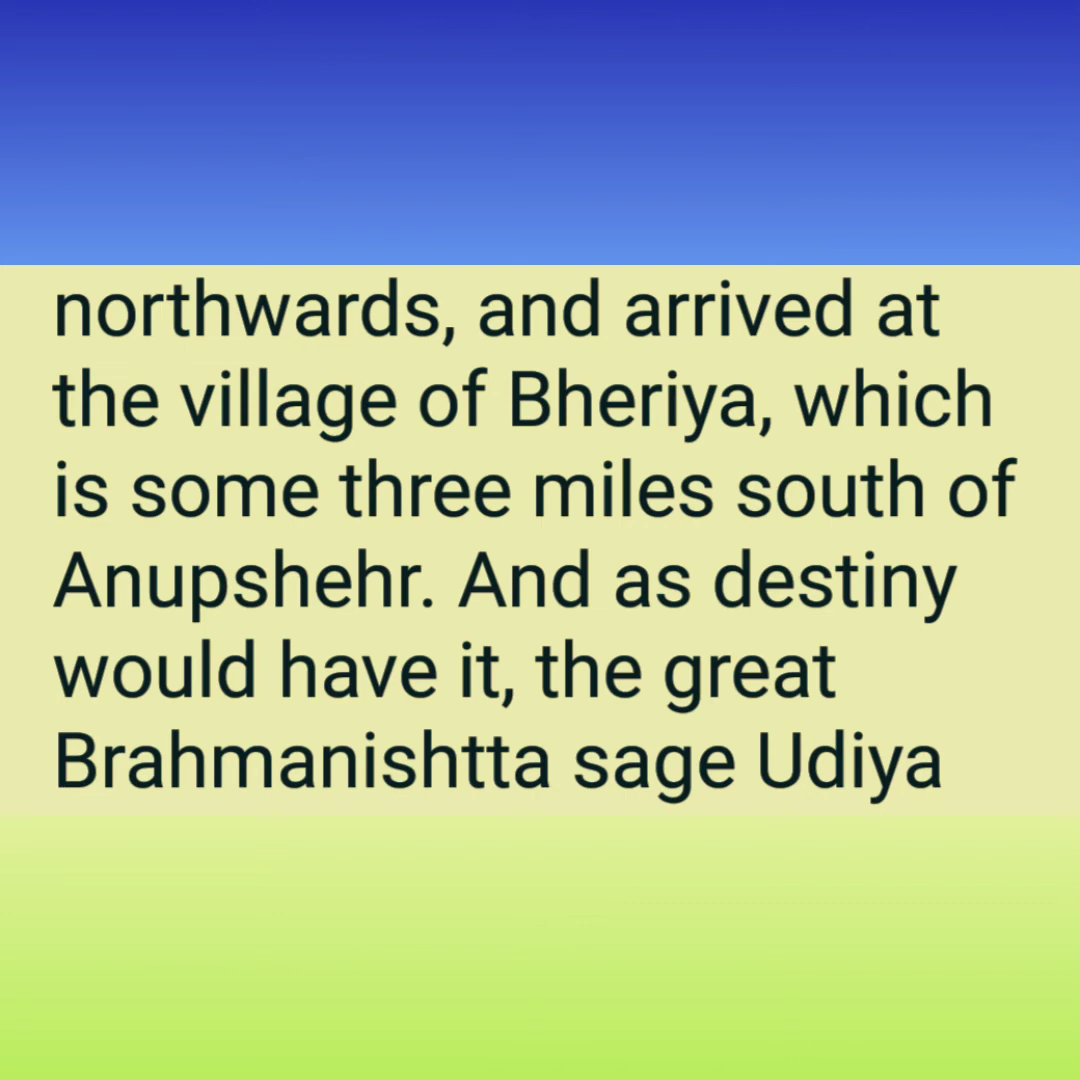 northwards, and arrived at
the village of Bheriya, which
is some three miles south of
Anupshehr. And as destiny
would have it, the great
Brahmanishtta sage Udiya